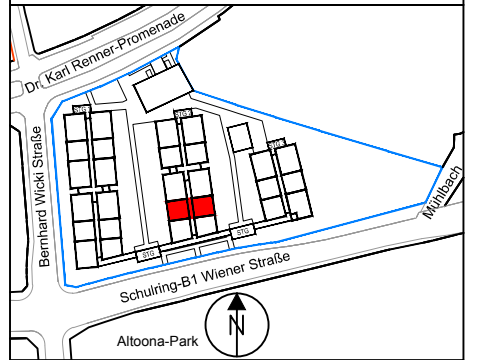 Dr. Karl Renner-Promenade
STG
STG
STG
Bernhard Wicki Straße
Mühlbach
STG
STG
Schulring-B1 Wiener Straße
Altoona-Park
N